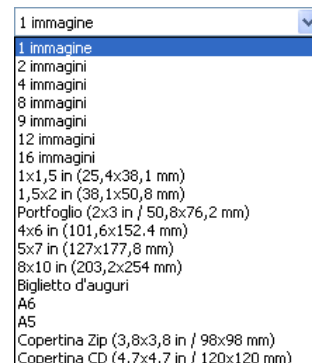 1 immagine
1 immagine
2 immagini
4 immagini
8 immagini
9 immagini
12 immagini
16 immagini
1x1,5 in (25,4x38,1 mm)
1,5x2 in (38,1x50,8 mm)
Portfoglio (2x3 in / 50,8x76,2 mm)
4x6 in (101,6x152.4 mm)
5x7 in (127x177,8 mm)
8x10 in (203,2x254 mm)
Biglietto d'auguri
A6
A5
Copertina Zip (3,8x3,8 in / 98x98 mm)
Copertina CD (4,7x4,7 in / 120x120 mm)